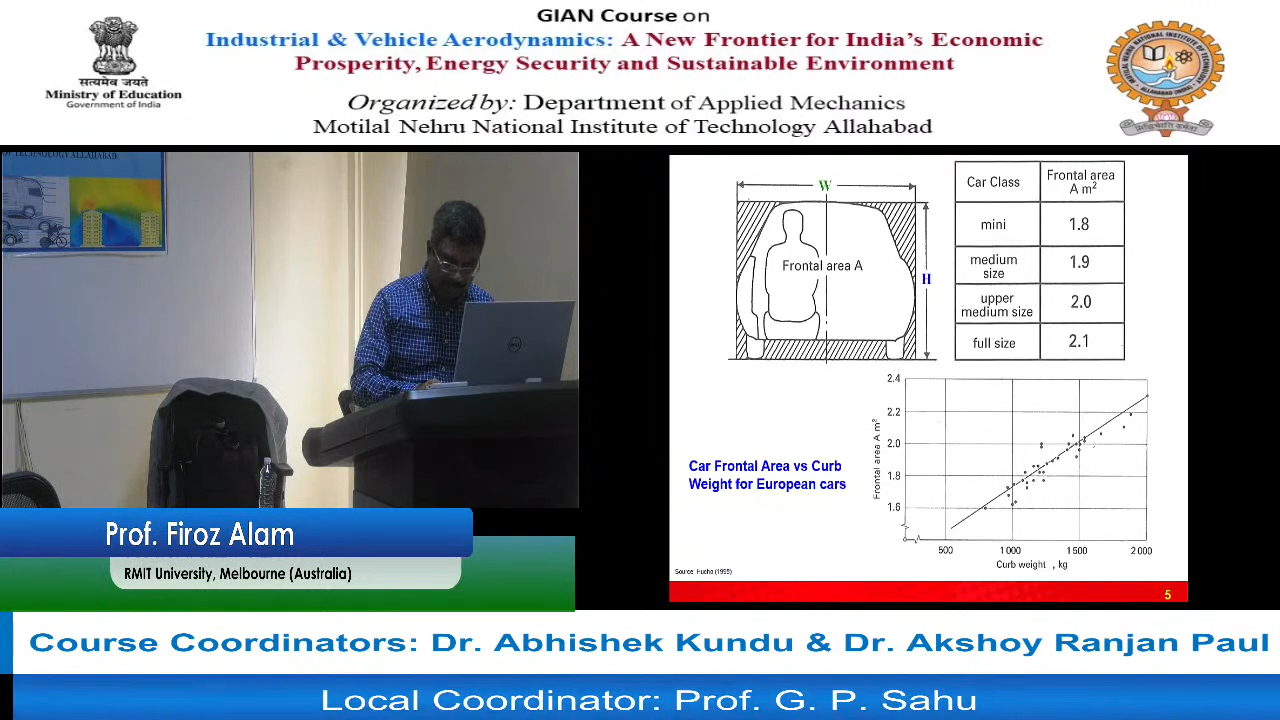 GIAN Course on
Industrial & Vehicle Aerodynamics: A New Frontier for India's Economic
Prosperity, Energy Security and Sustainable Environment
Organized by: Department of Applied Mechanics
Motilal Nehru National Institute of Technology Allahabad
सत्यमेव जयते
Ministry of Education
Government of India
OF TECHNOLOGY ALLAHABAD
DELL
W
Frontal area A
H
Car Class
Frontal area
A m²
mini
1.8
medium
size
1.9
upper
medium size
2.0
full size
2.1
Car Frontal Area vs Curb
Weight for European cars
Frontal area A m²
2.4
2.2
2.0
1.8
1.6
500
1 000
1 500
2 000
Curb weight , kg
Source: Hucho (1998)
5
Prof. Firoz Alam
RMIT University, Melbourne (Australia)
Course Coordinators: Dr. Abhishek Kundu & Dr. Akshoy Ranjan Paul
Local Coordinator: Prof. G. P. Sahu